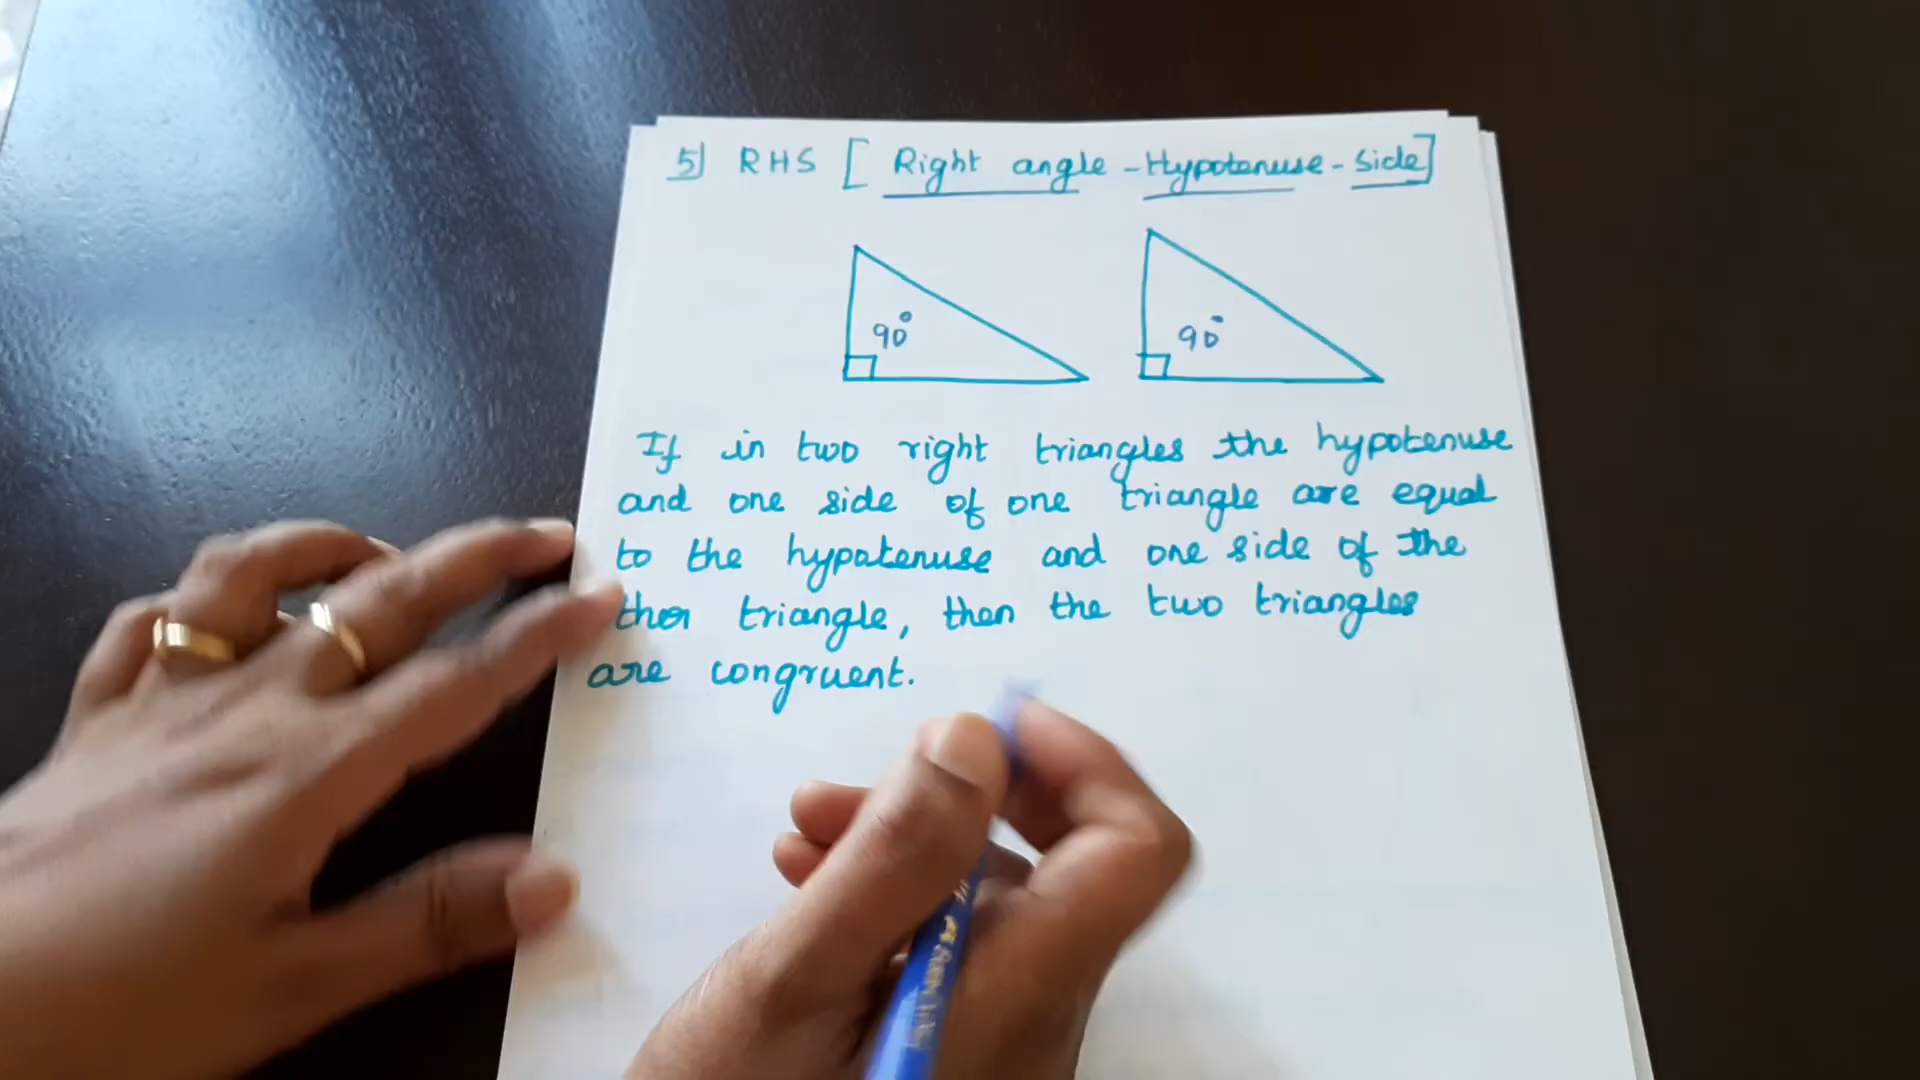 5] RHS [ Right angle - Hypotenuse - Side]
90° 90°
If in two right triangles the hypotenuse
and one side of one triangle are equal
to the hypotenuse and one side of the
ther triangle, then the two triangles
are congruent.